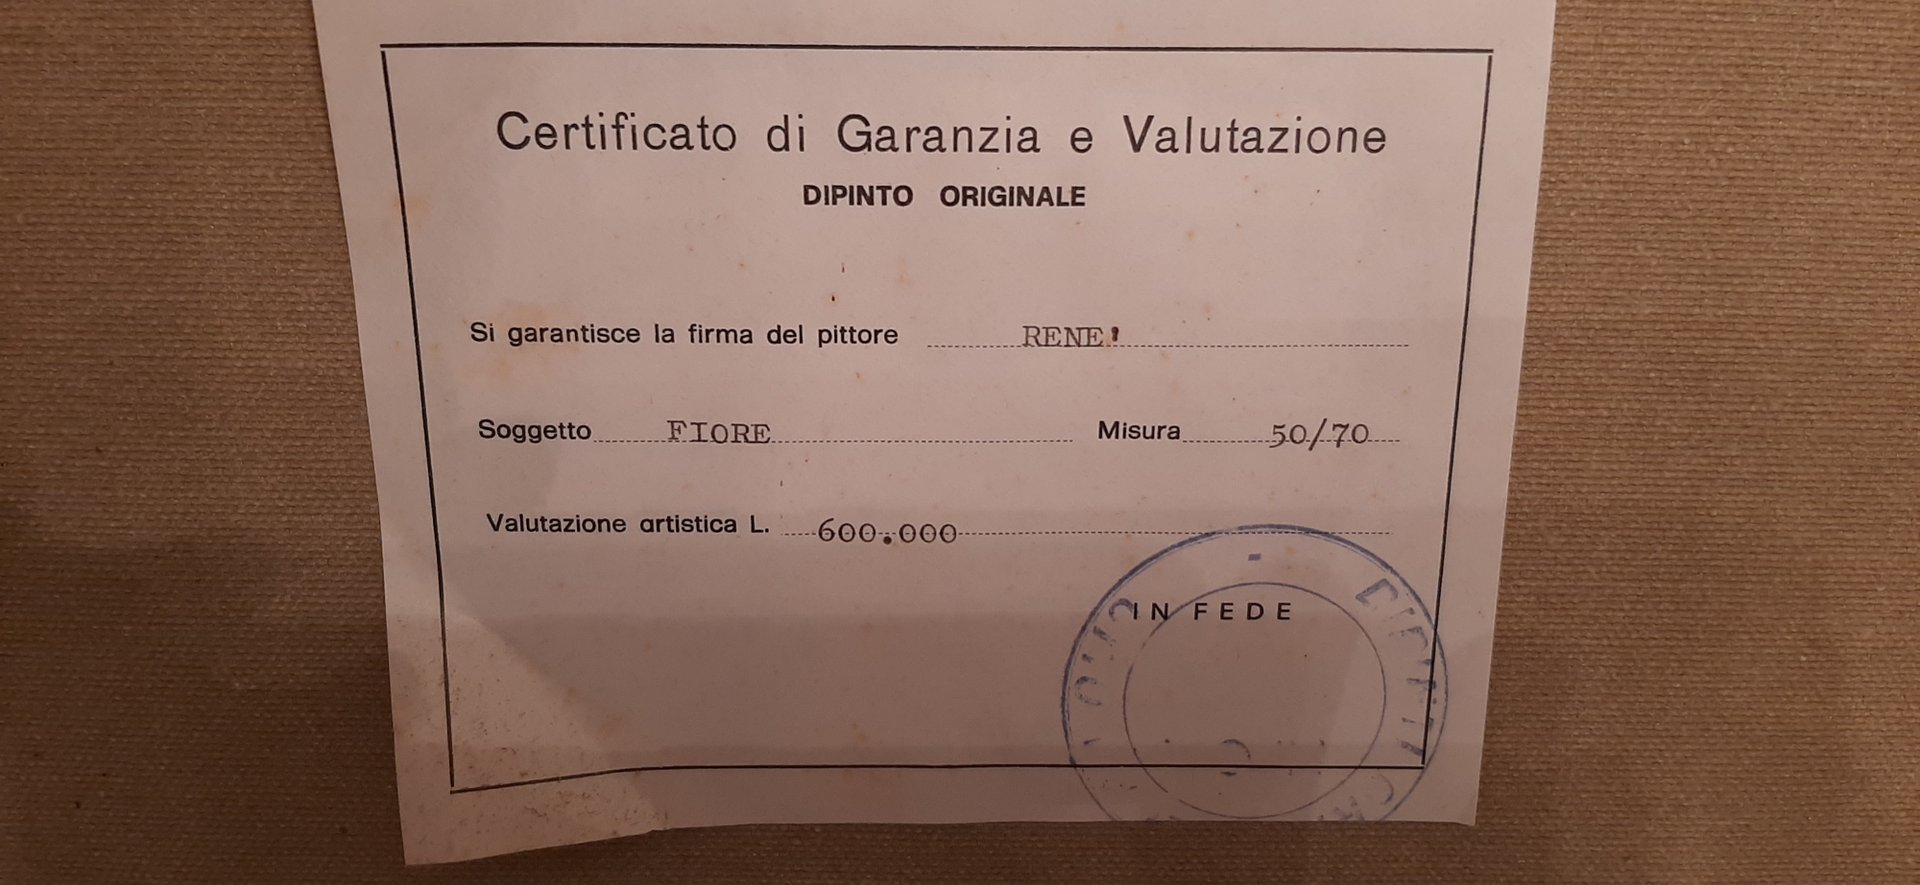 Certificato di Garanzia e Valutazione
DIPINTO ORIGINALE
Si garantisce la firma del pittore RENE'
Soggetto FIORE Misura 50/70
Valutazione artistica L. 600.000
IN FEDE